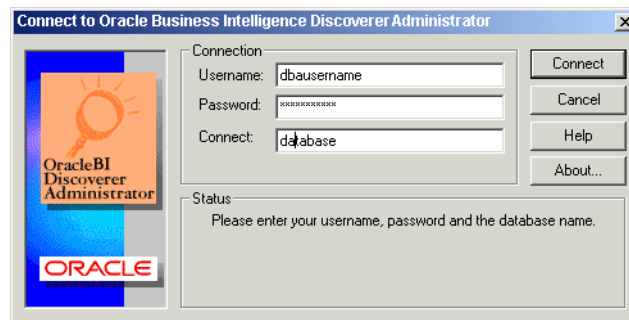 Connect to Oracle Business Intelligence Discoverer Administrator
Connection
Username: dbausername
Password: xxxxxxxxxxx
Connect: database
Connect
Cancel
Help
About...
OracleBI
Discoverer
Administrator
ORACLE
Status
Please enter your username, password and the database name.